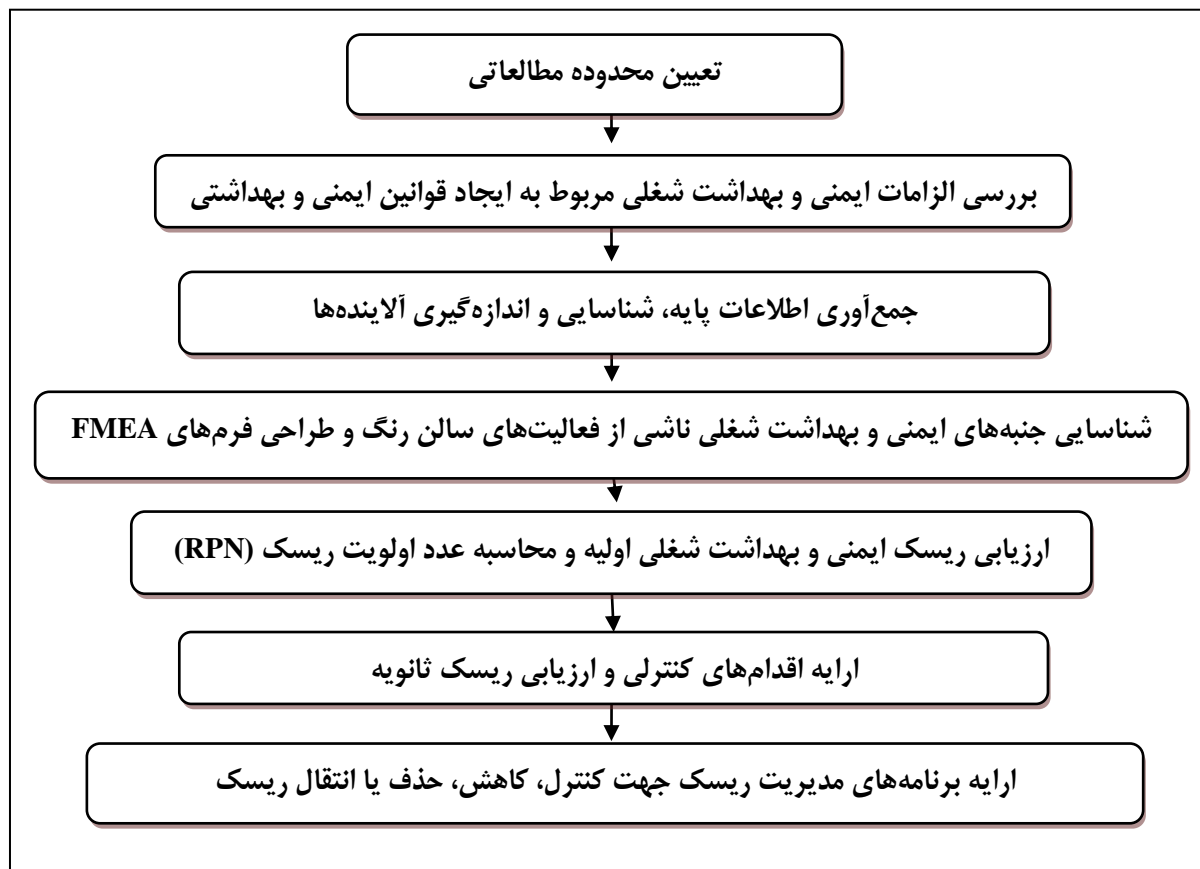 تعیین محدوده مطالعاتی
بررسی الزامات ایمنی و بهداشت شغلی مربوط به ایجاد قوانین ایمنی و بهداشتی
جمع‌آوری اطلاعات پایه، شناسایی و اندازه‌گیری آلاینده‌ها
شناسایی جنبه‌های ایمنی و بهداشت شغلی ناشی از فعالیت‌های سالن رنگ و طراحی فرم‌های FMEA
ارزیابی ریسک ایمنی و بهداشت شغلی اولیه و محاسبه عدد اولویت ریسک (RPN)
ارایه اقدام‌های کنترلی و ارزیابی ریسک ثانویه
ارایه برنامه‌های مدیریت ریسک جهت کنترل، کاهش، حذف یا انتقال ریسک